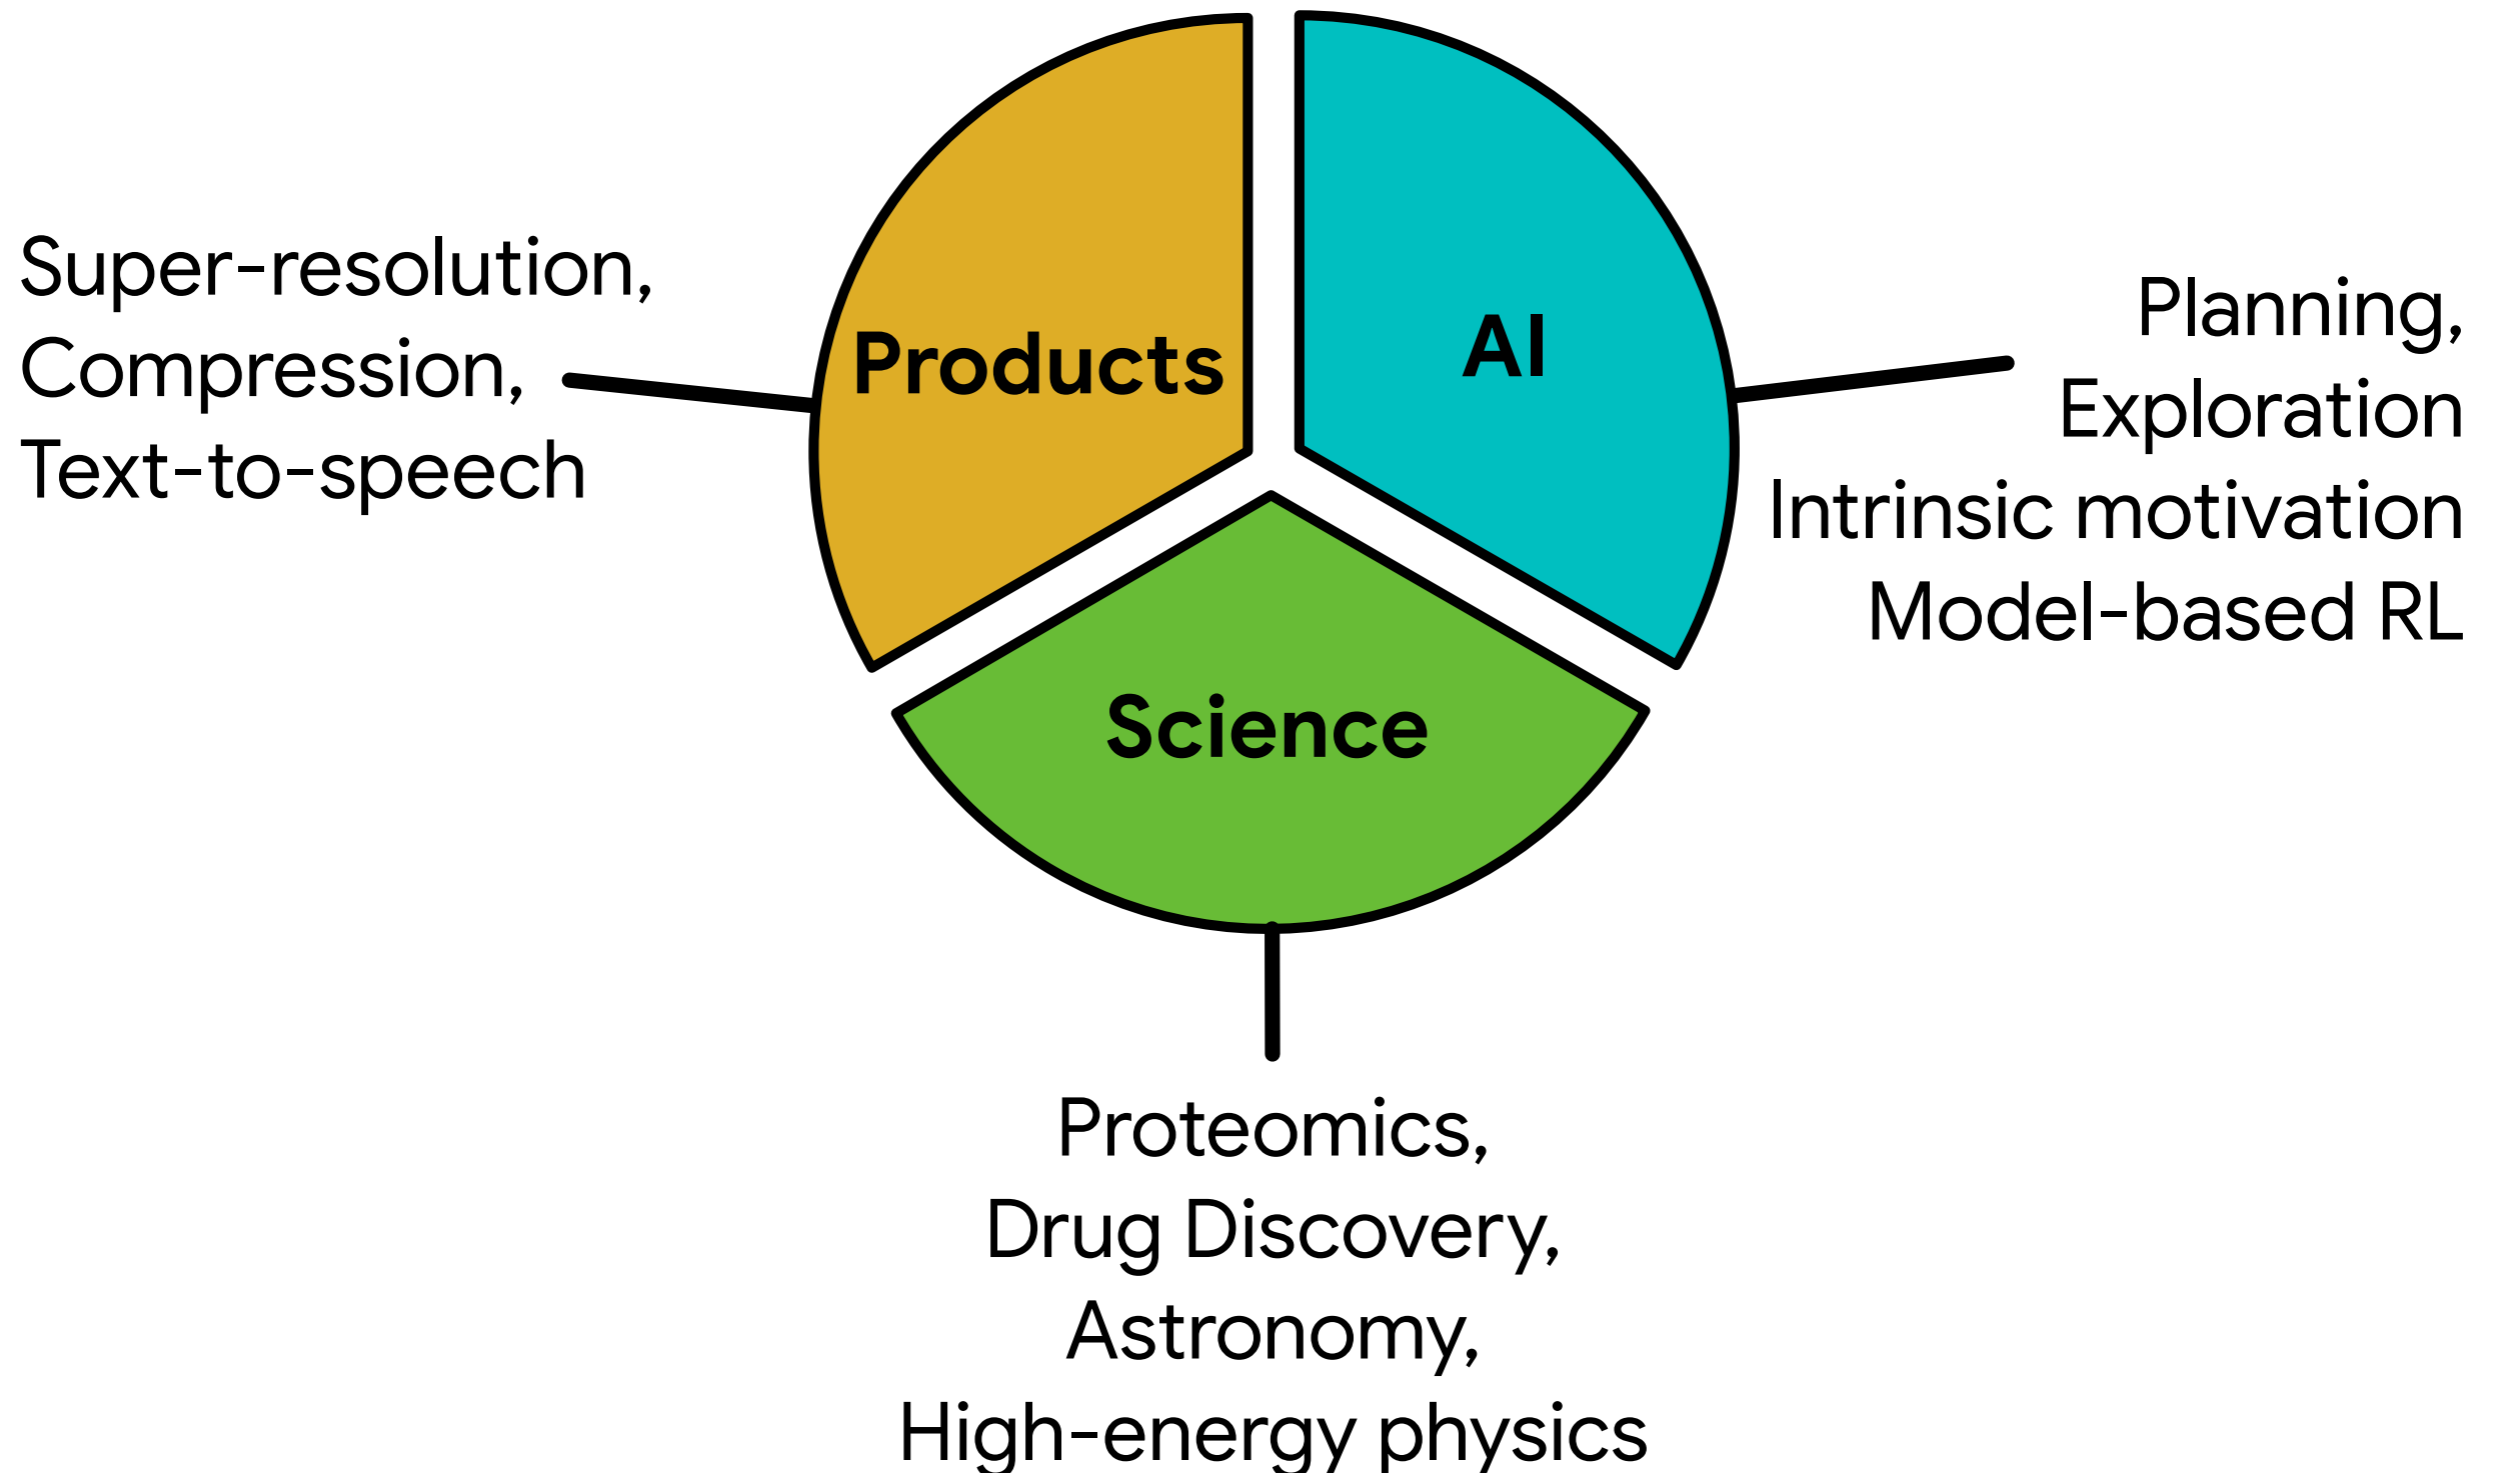 Super-resolution,
Compression,
Text-to-speech
Products
AI
Planning,
Exploration
Intrinsic motivation
Model-based RL
Science
Proteomics,
Drug Discovery,
Astronomy,
High-energy physics